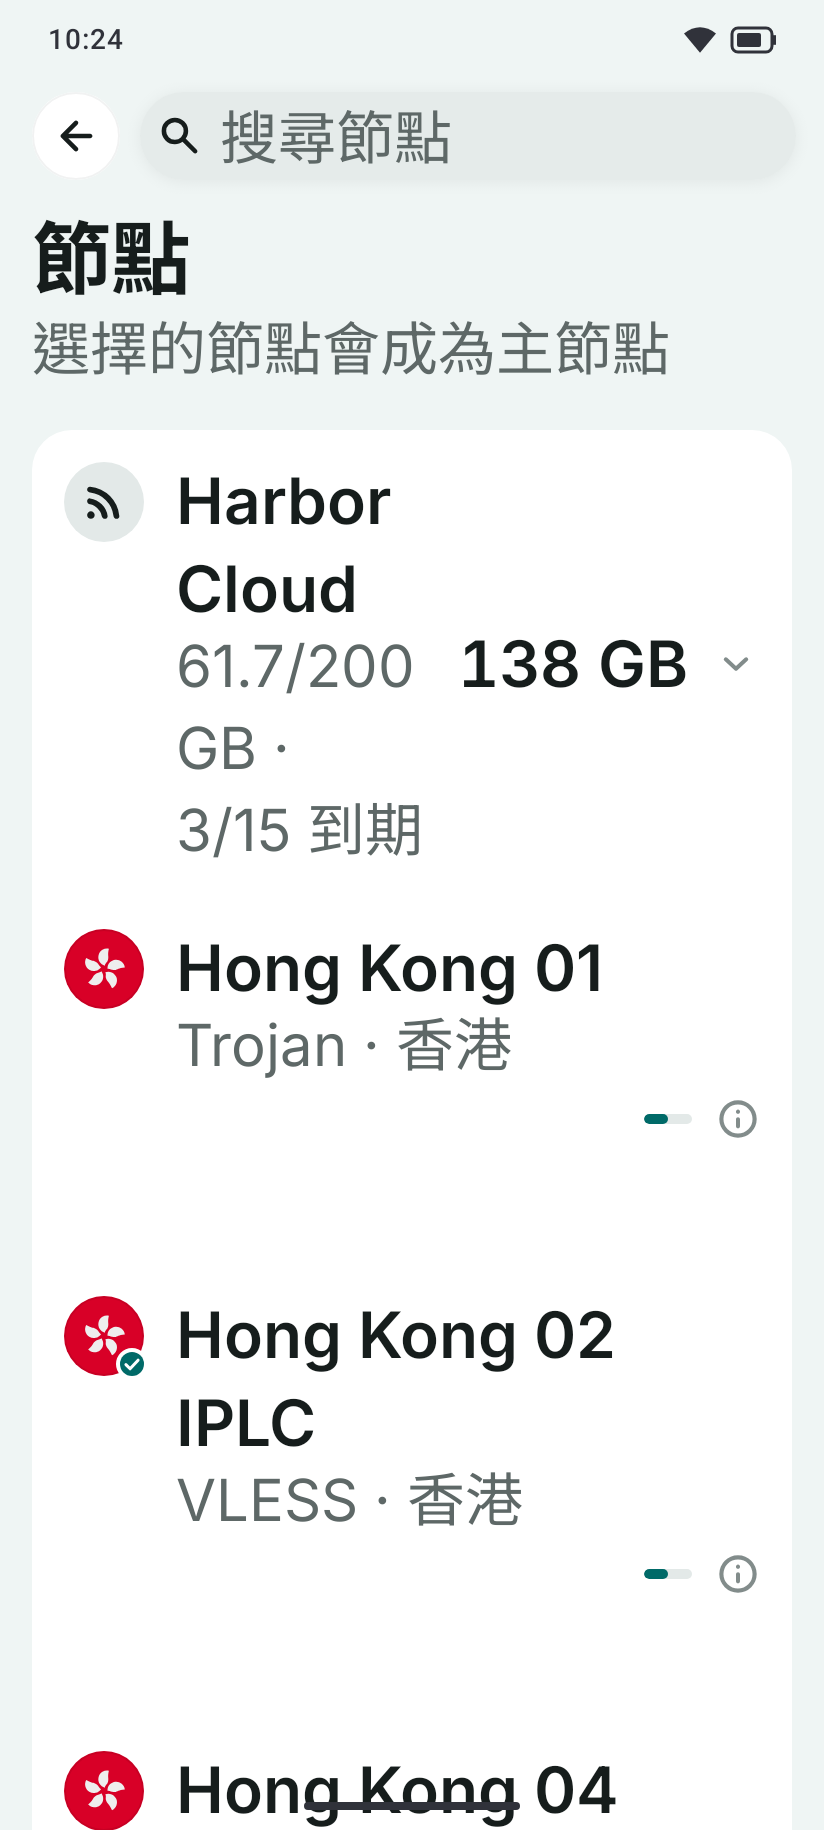 10:24
搜尋節點
節點
選擇的節點會成為主節點
Harbor
Cloud
61.7/200
GB ·
3/15 到期
138 GB
Hong Kong 01
Trojan · 香港
Hong Kong 02
IPLC
VLESS · 香港
Hong Kong 04